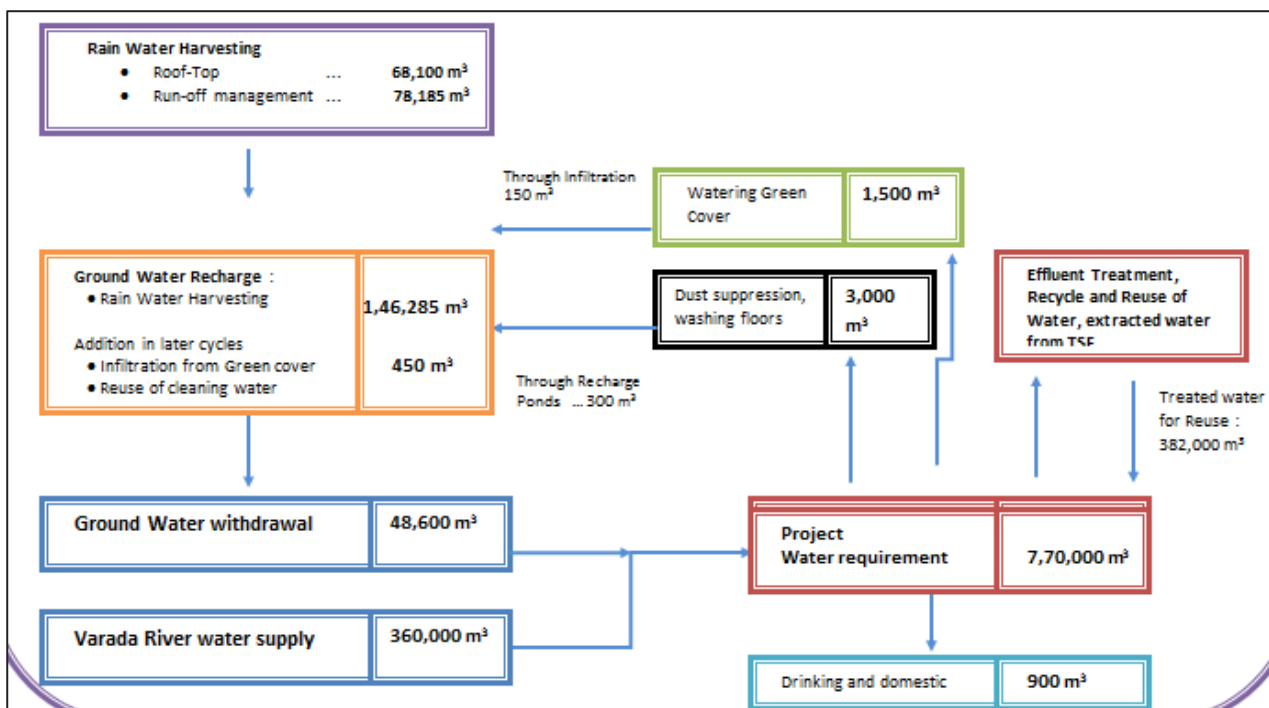 Rain Water Harvesting
• Roof-Top ... 68,100 m³
• Run-off management ... 78,185 m³
Through Infiltration
150 m³
Watering Green
Cover
1,500 m³
Ground Water Recharge :
• Rain Water Harvesting
1,46,285 m³
Addition in later cycles
• Infiltration from Green cover
• Reuse of cleaning water
450 m³
Dust suppression,
washing floors
3,000
m³
Effluent Treatment,
Recycle and Reuse of
Water, extracted water
from TSF
Through Recharge
Ponds ... 300 m³
Treated water
for Reuse :
382,000 m³
Ground Water withdrawal
48,600 m³
Project
Water requirement
7,70,000 m³
Varada River water supply
360,000 m³
Drinking and domestic
900 m³